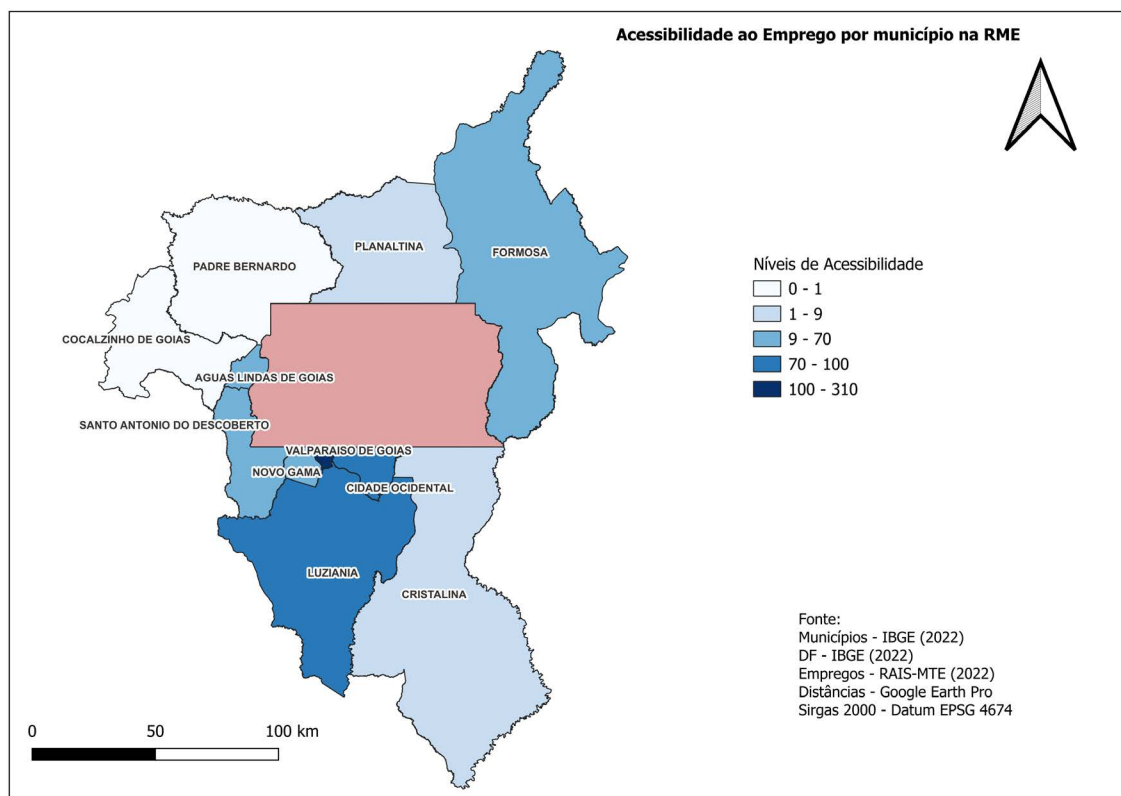 Acessibilidade ao Emprego por município na RME
PLANALTINA
FORMOSA
PADRE BERNARDO
COCALZINHO DE GOIAS
AGUAS LINDAS DE GOIAS
SANTO ANTONIO DO DESCOBERTO
VALPARAISO DE GOIAS
NOVO GAMA
CIDADE OCIDENTAL
LUZIANIA
CRISTALINA
Níveis de Acessibilidade
0 - 1
1 - 9
9 - 70
70 - 100
100 - 310
Fonte:
Municípios - IBGE (2022)
DF - IBGE (2022)
Empregos - RAIS-MTE (2022)
Distâncias - Google Earth Pro
Sirgas 2000 - Datum EPSG 4674
0 50 100 km